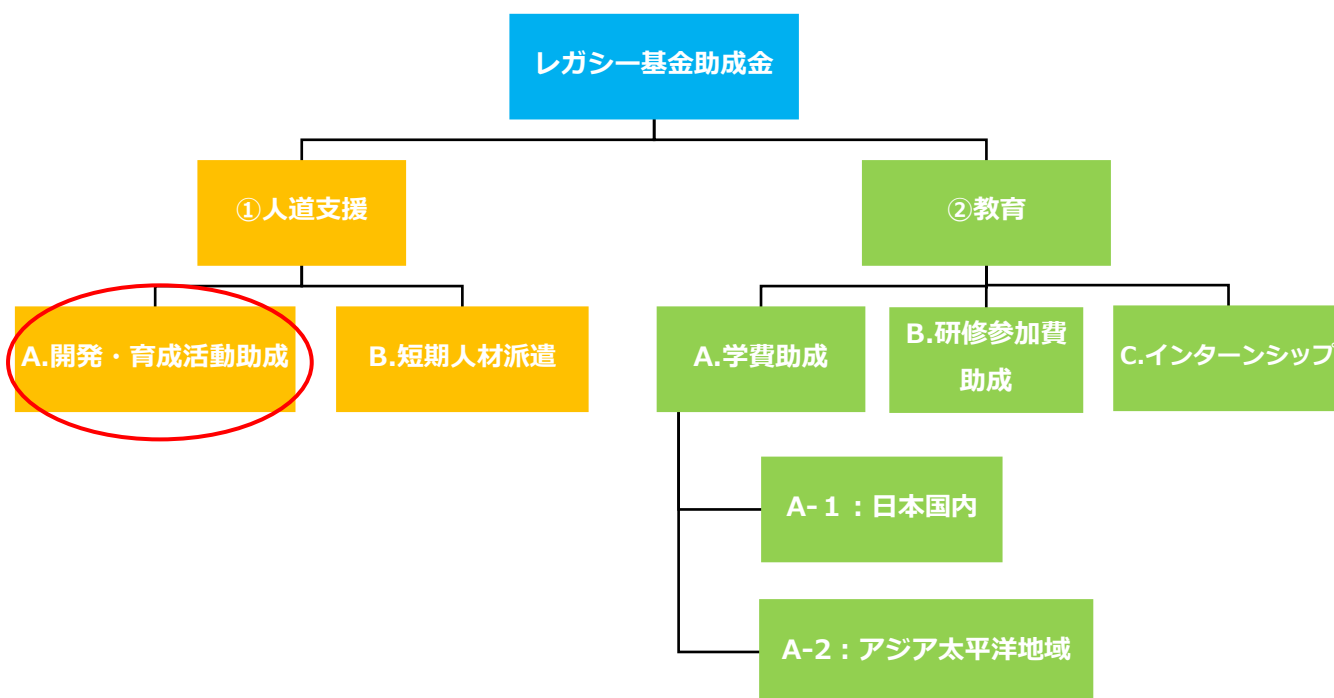 レガシー基金助成金
①人道支援
②教育
A.開発・育成活動助成
B.短期人材派遣
A.学費助成
B.研修参加費
助成
C.インターンシップ
A-１：日本国内
A-2：アジア太平洋地域